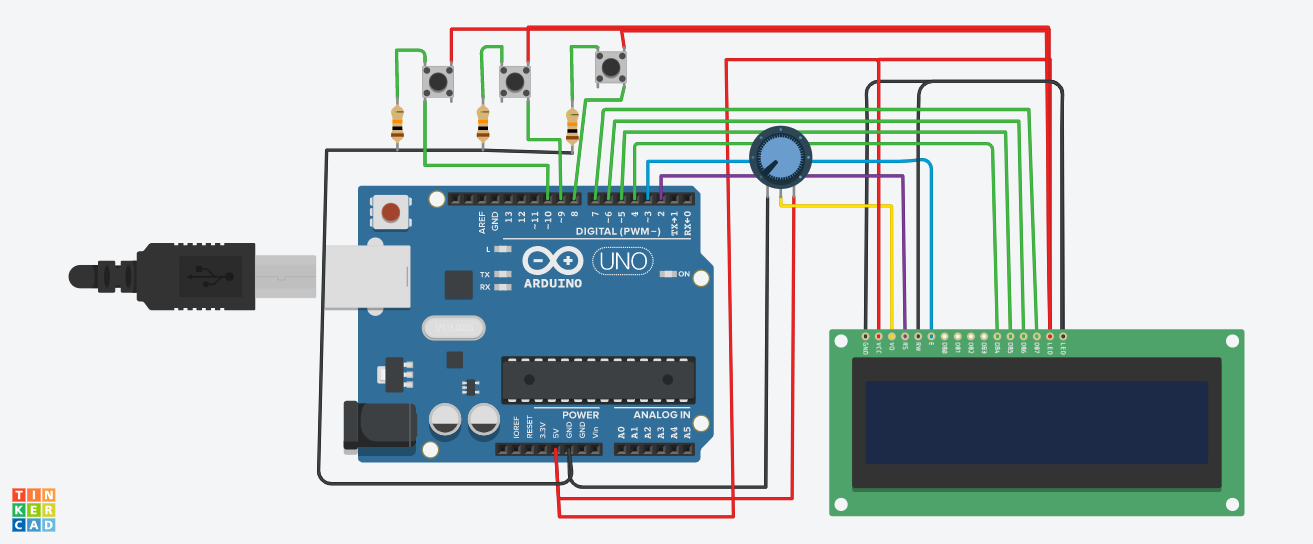 AREF
GND
13
12
~11
~10
~9
8
7
~6
~5
4
~3
2
TX→1
RX←0
DIGITAL (PWM~)
L
TX
RX
ON
UNO
ARDUINO
POWER
ANALOG IN
IOREF
RESET
3.3V
5V
GND
GND
Vin
A0
A1
A2
A3
A4
A5
GND
VCC
VO
RS
RW
E
DB0
DB1
DB2
DB3
DB4
DB5
DB6
DB7
LED
LED
TIN
KER
CAD